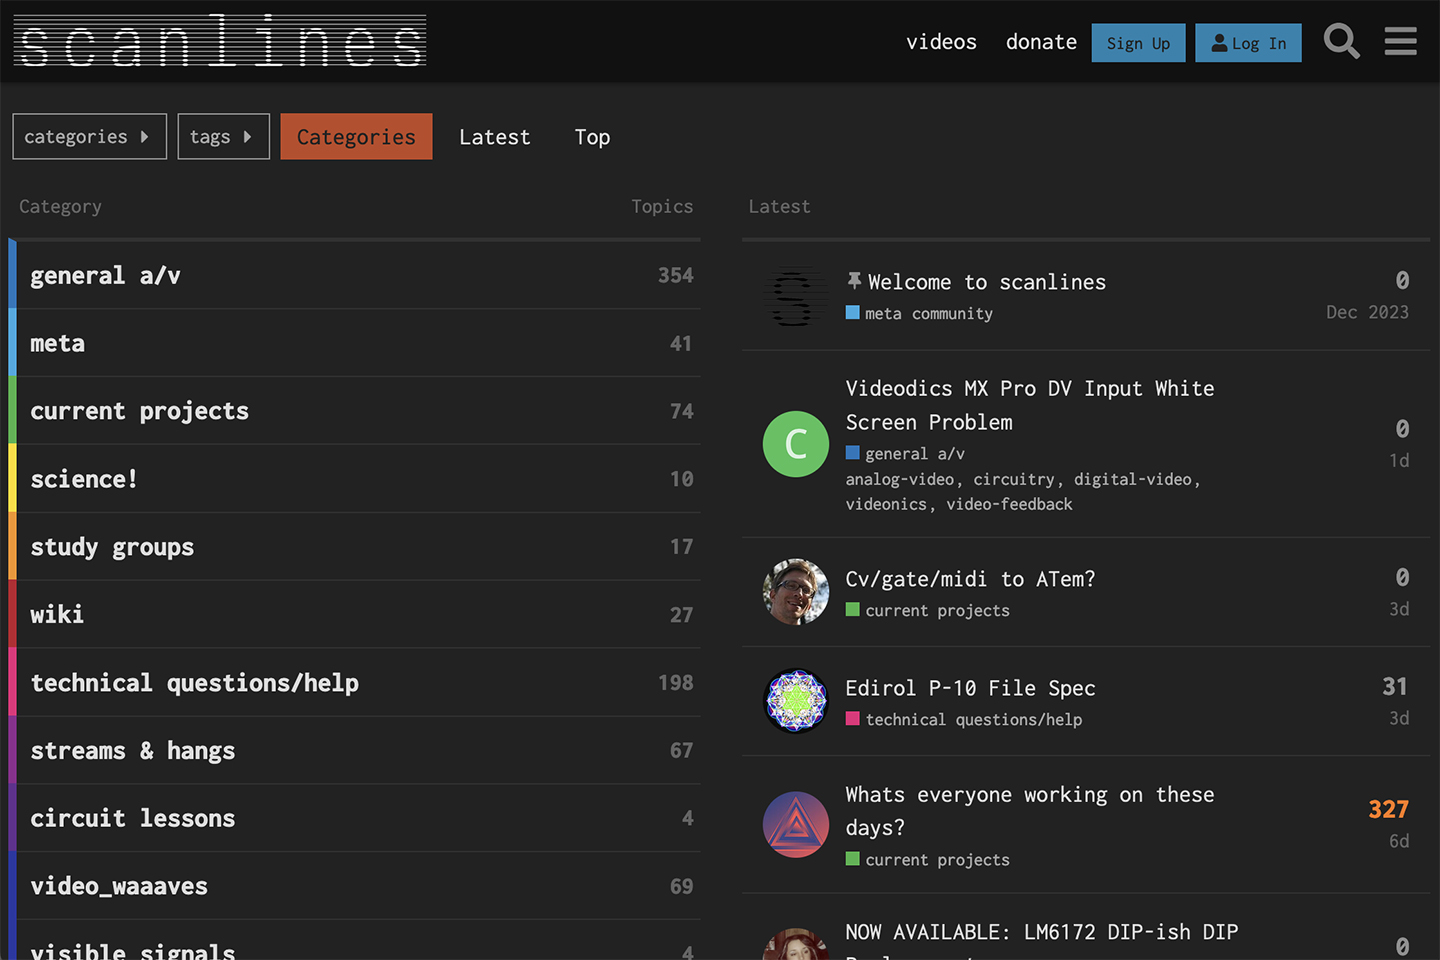 scanlines
videos donate Sign Up Log In
categories tags Categories Latest Top
Category Topics
general a/v 354
meta 41
current projects 74
science! 10
study groups 17
wiki 27
technical questions/help 198
streams & hangs 67
circuit lessons 4
video_waaaves 69
visible signals 4
Latest
S
Welcome to scanlines 0
meta community Dec 2023
C
Videodics MX Pro DV Input White
Screen Problem 0
general a/v 1d
analog-video, circuitry, digital-video,
videonics, video-feedback
Cv/gate/midi to ATem? 0
current projects 3d
Edirol P-10 File Spec 31
technical questions/help 3d
Whats everyone working on these
days? 327
current projects 6d
NOW AVAILABLE: LM6172 DIP-ish DIP
0